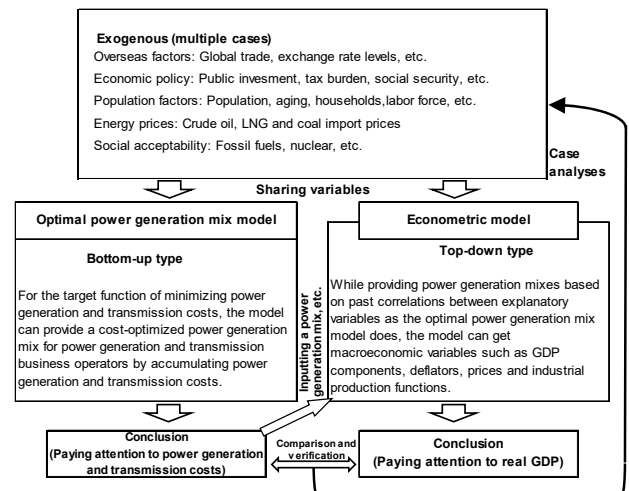 Exogenous (multiple cases)
Overseas factors: Global trade, exchange rate levels, etc.
Economic policy: Public invesment, tax burden, social security, etc.
Population factors: Population, aging, households,labor force, etc.
Energy prices: Crude oil, LNG and coal import prices
Social acceptability: Fossil fuels, nuclear, etc.
Case
analyses
Sharing variables
Optimal power generation mix model
Bottom-up type
For the target function of minimizing power
generation and transmission costs, the model
can provide a cost-optimized power generation
mix for power generation and transmission
business operators by accumulating power
generation and transmission costs.
Inputting a power
generation mix, etc.
Econometric model
Top-down type
While providing power generation mixes based
on past correlations between explanatory
variables as the optimal power generation mix
model does, the model can get
macroeconomic variables such as GDP
components, deflators, prices and industrial
production functions.
Conclusion
(Paying attention to power generation
and transmission costs)
Comparison and
verification
Conclusion
(Paying attention to real GDP)